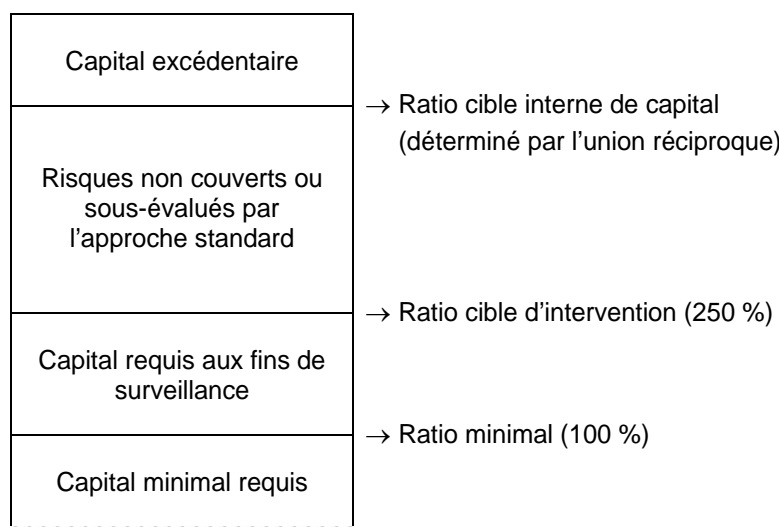 Capital excédentaire
→ Ratio cible interne de capital
(déterminé par l'union réciproque)
Risques non couverts ou
sous-évalués par
l'approche standard
→ Ratio cible d'intervention (250 %)
Capital requis aux fins de
surveillance
→ Ratio minimal (100 %)
Capital minimal requis